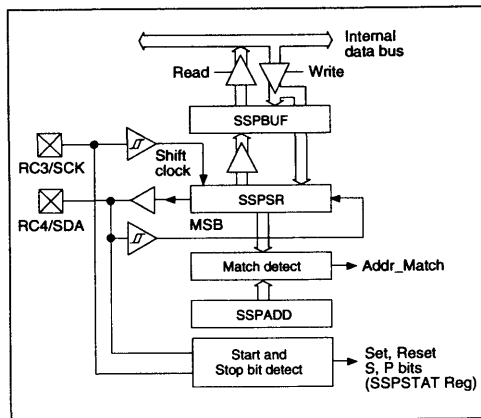 Internal
data bus
Read
Write
SSPBUF
RC3/SCK
Shift
clock
SSPSR
RC4/SDA
MSB
Match detect
Addr_Match
SSPADD
Start and
Stop bit detect
Set, Reset
S, P bits
(SSPSTAT Reg)